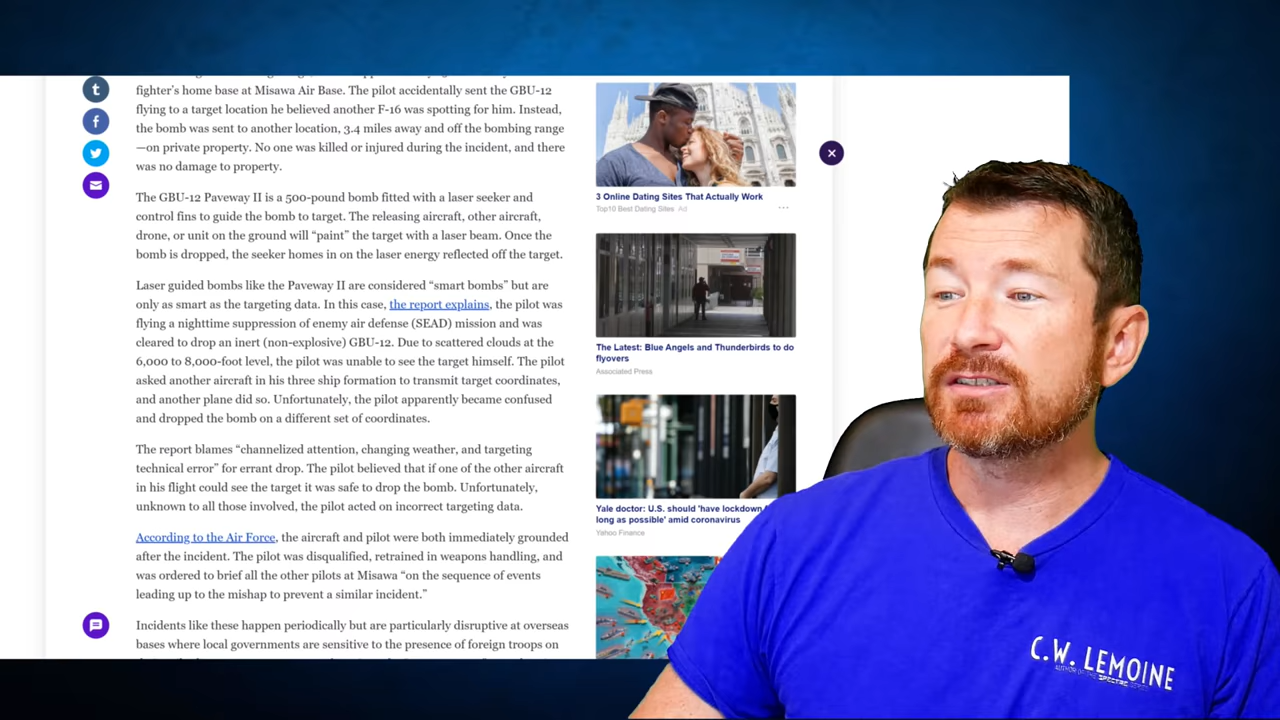 fighter's home base at Misawa Air Base. The pilot accidentally sent the GBU-12
flying to a target location he believed another F-16 was spotting for him. Instead,
the bomb was sent to another location, 3.4 miles away and off the bombing range
—on private property. No one was killed or injured during the incident, and there
was no damage to property.
The GBU-12 Paveway II is a 500-pound bomb fitted with a laser seeker and
control fins to guide the bomb to target. The releasing aircraft, other aircraft,
drone, or unit on the ground will “paint” the target with a laser beam. Once the
bomb is dropped, the seeker homes in on the laser energy reflected off the target.
Laser guided bombs like the Paveway II are considered “smart bombs” but are
only as smart as the targeting data. In this case, the report explains, the pilot was
flying a nighttime suppression of enemy air defense (SEAD) mission and was
cleared to drop an inert (non-explosive) GBU-12. Due to scattered clouds at the
6,000 to 8,000-foot level, the pilot was unable to see the target himself. The pilot
asked another aircraft in his three ship formation to transmit target coordinates,
and another plane did so. Unfortunately, the pilot apparently became confused
and dropped the bomb on a different set of coordinates.
The report blames “channelized attention, changing weather, and targeting
technical error” for errant drop. The pilot believed that if one of the other aircraft
in his flight could see the target it was safe to drop the bomb. Unfortunately,
unknown to all those involved, the pilot acted on incorrect targeting data.
According to the Air Force, the aircraft and pilot were both immediately grounded
after the incident. The pilot was disqualified, retrained in weapons handling, and
was ordered to brief all the other pilots at Misawa “on the sequence of events
leading up to the mishap to prevent a similar incident.”
Incidents like these happen periodically but are particularly disruptive at overseas
bases where local governments are sensitive to the presence of foreign troops on
3 Online Dating Sites That Actually Work
Top10 Best Dating Sites Ad
The Latest: Blue Angels and Thunderbirds to do
flyovers
Associated Press
Yale doctor: U.S. should 'have lockdown
long as possible' amid coronavirus
Yahoo Finance
C.W. LEMOINE
AUTHOR OF THE SPECTRE SERIES